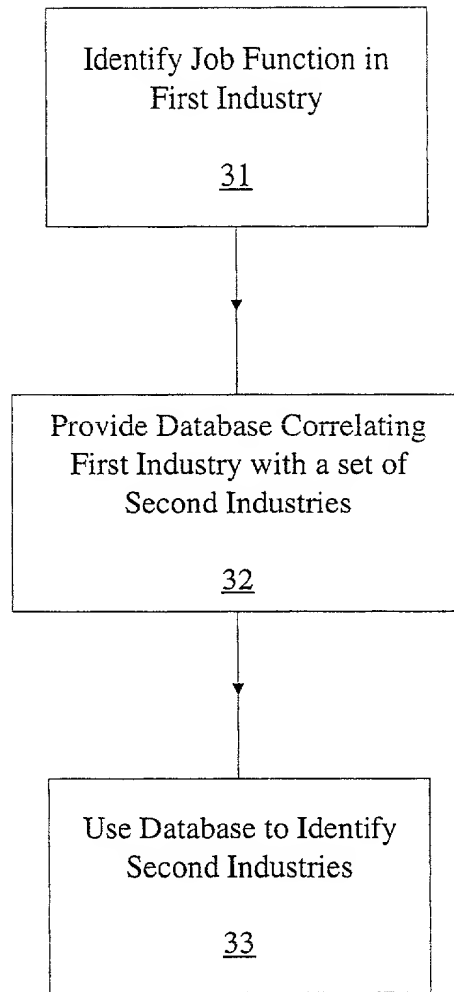 Identify Job Function in
First Industry
31
Provide Database Correlating
First Industry with a set of
Second Industries
32
Use Database to Identify
Second Industries
33